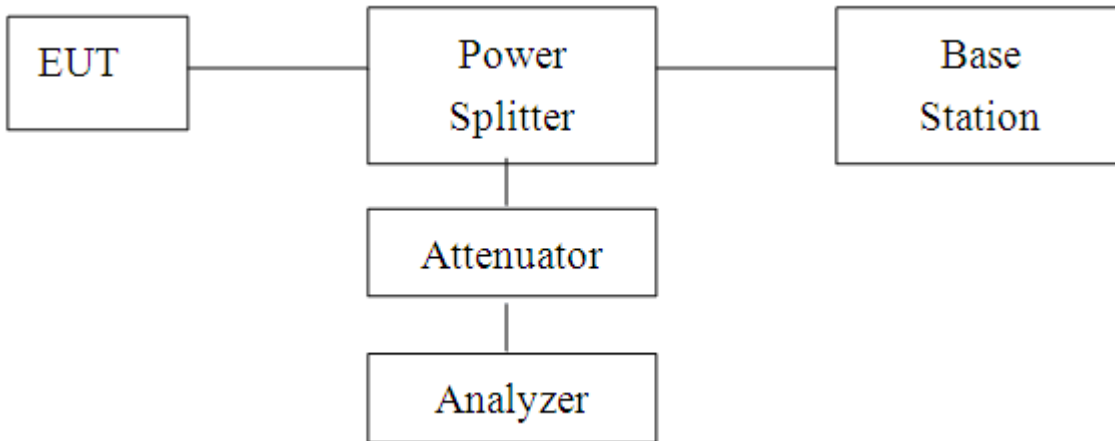 EUT
Power
Splitter
Base
Station
Attenuator
Analyzer